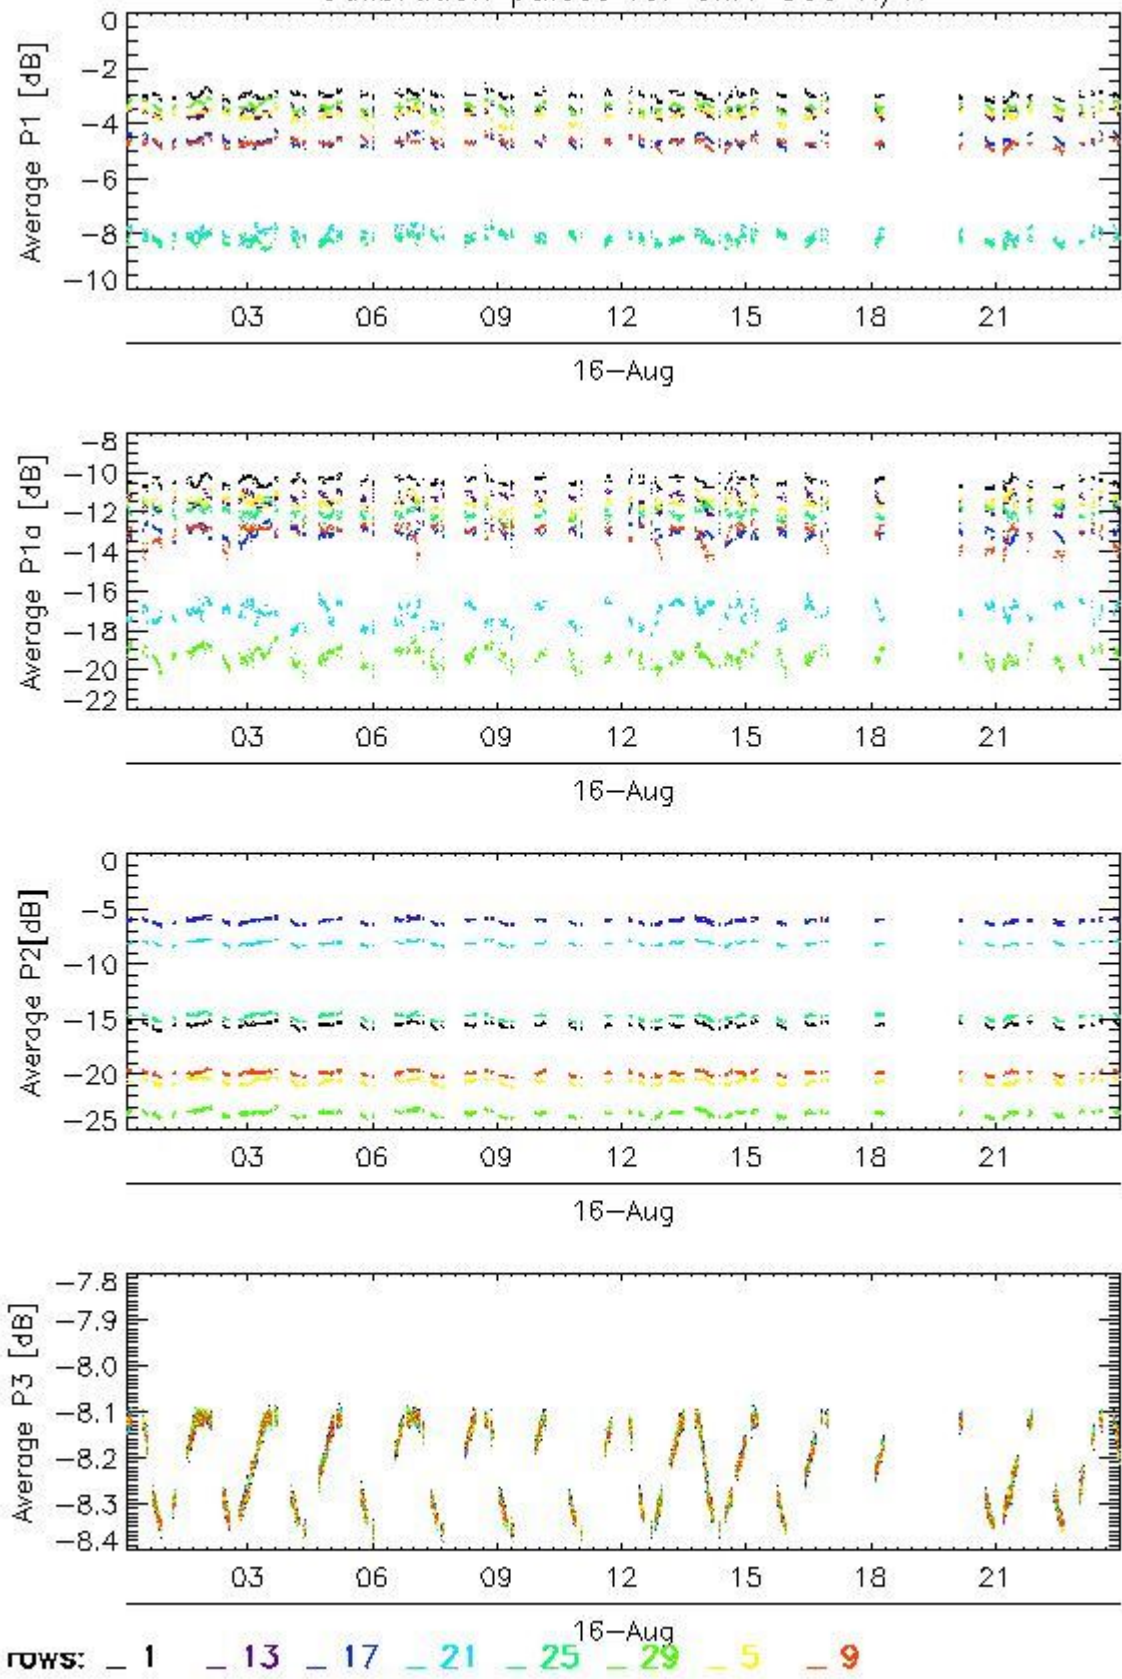 0
-2
-4
-6
-8
-10
Average P1 [dB]
03 06 09 12 15 18 21
16-Aug
-8
-10
-12
-14
-16
-18
-20
-22
Average P1a [dB]
03 06 09 12 15 18 21
16-Aug
0
-5
-10
-15
-20
-25
Average P2[dB]
03 06 09 12 15 18 21
16-Aug
-7.8
-7.9
-8.0
-8.1
-8.2
-8.3
-8.4
Average P3 [dB]
03 06 09 12 15 18 21
16-Aug
rows: _ 1 _ 13 _ 17 _ 21 _ 25 _ 29 _ 5 _ 9